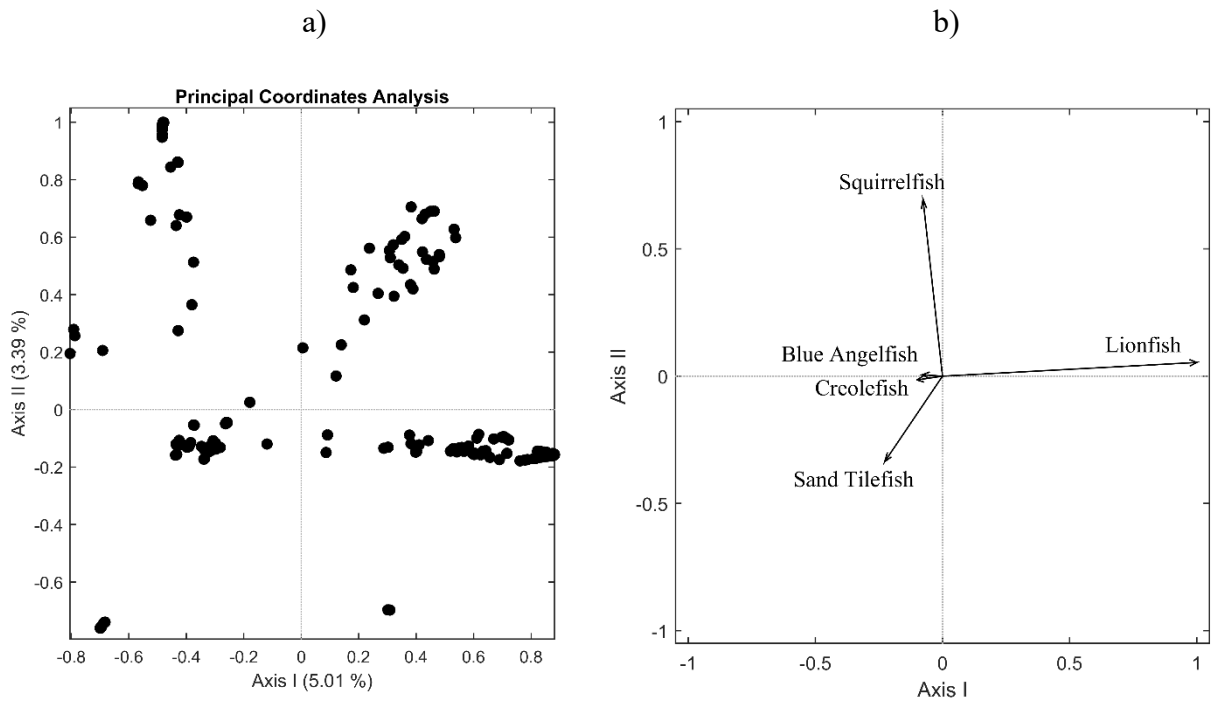 a)
b)
Principal Coordinates Analysis
1
0.8
0.6
0.4
0.2
0
-0.2
-0.4
-0.6
Axis II (3.39 %)
-0.8
-0.6
-0.4
-0.2
0
0.2
0.4
0.6
0.8
Axis I (5.01 %)
1
0.5
0
-0.5
-1
Axis II
Squirrelfish
Blue Angelfish
Lionfish
Creolefish
Sand Tilefish
-1
-0.5
0
0.5
1
Axis I